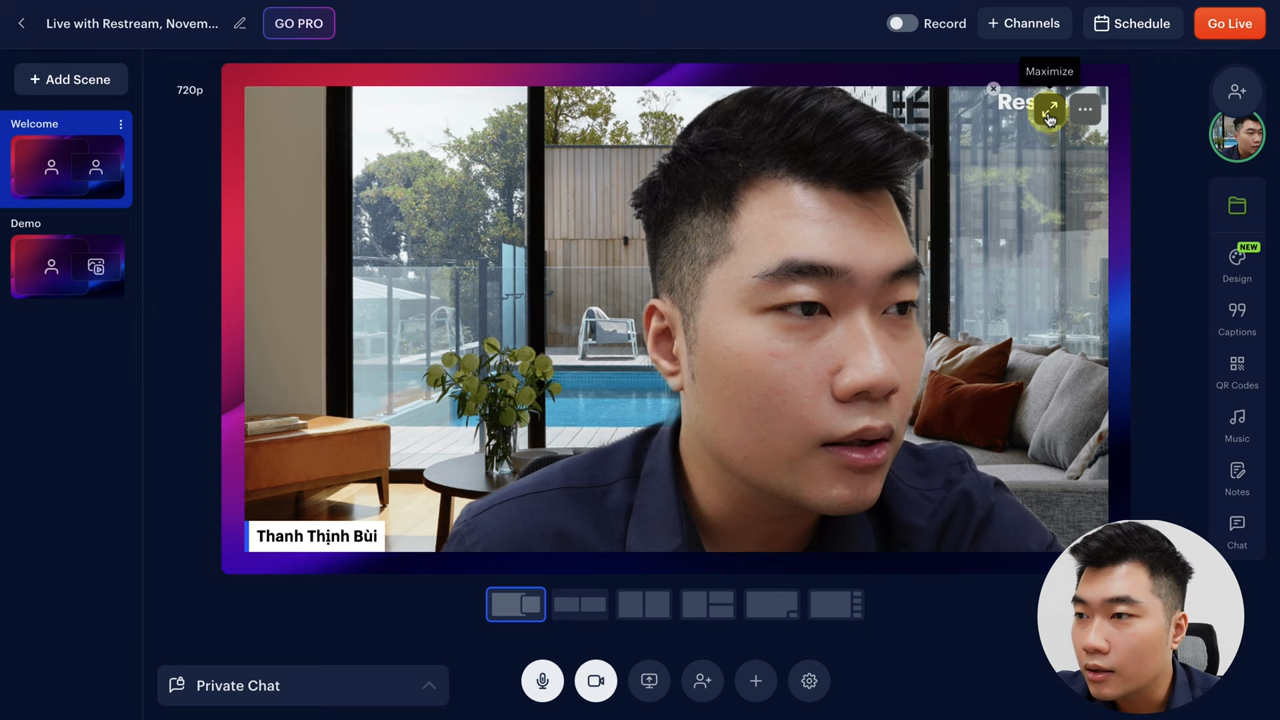 Live with Restream, Novem...
GO PRO
Record
+ Channels
Schedule
Go Live
+ Add Scene
720p
Maximize
Res
Welcome
Demo
NEW
Design
Captions
QR Codes
Music
Notes
Chat
Thanh Thịnh Bùi
Private Chat